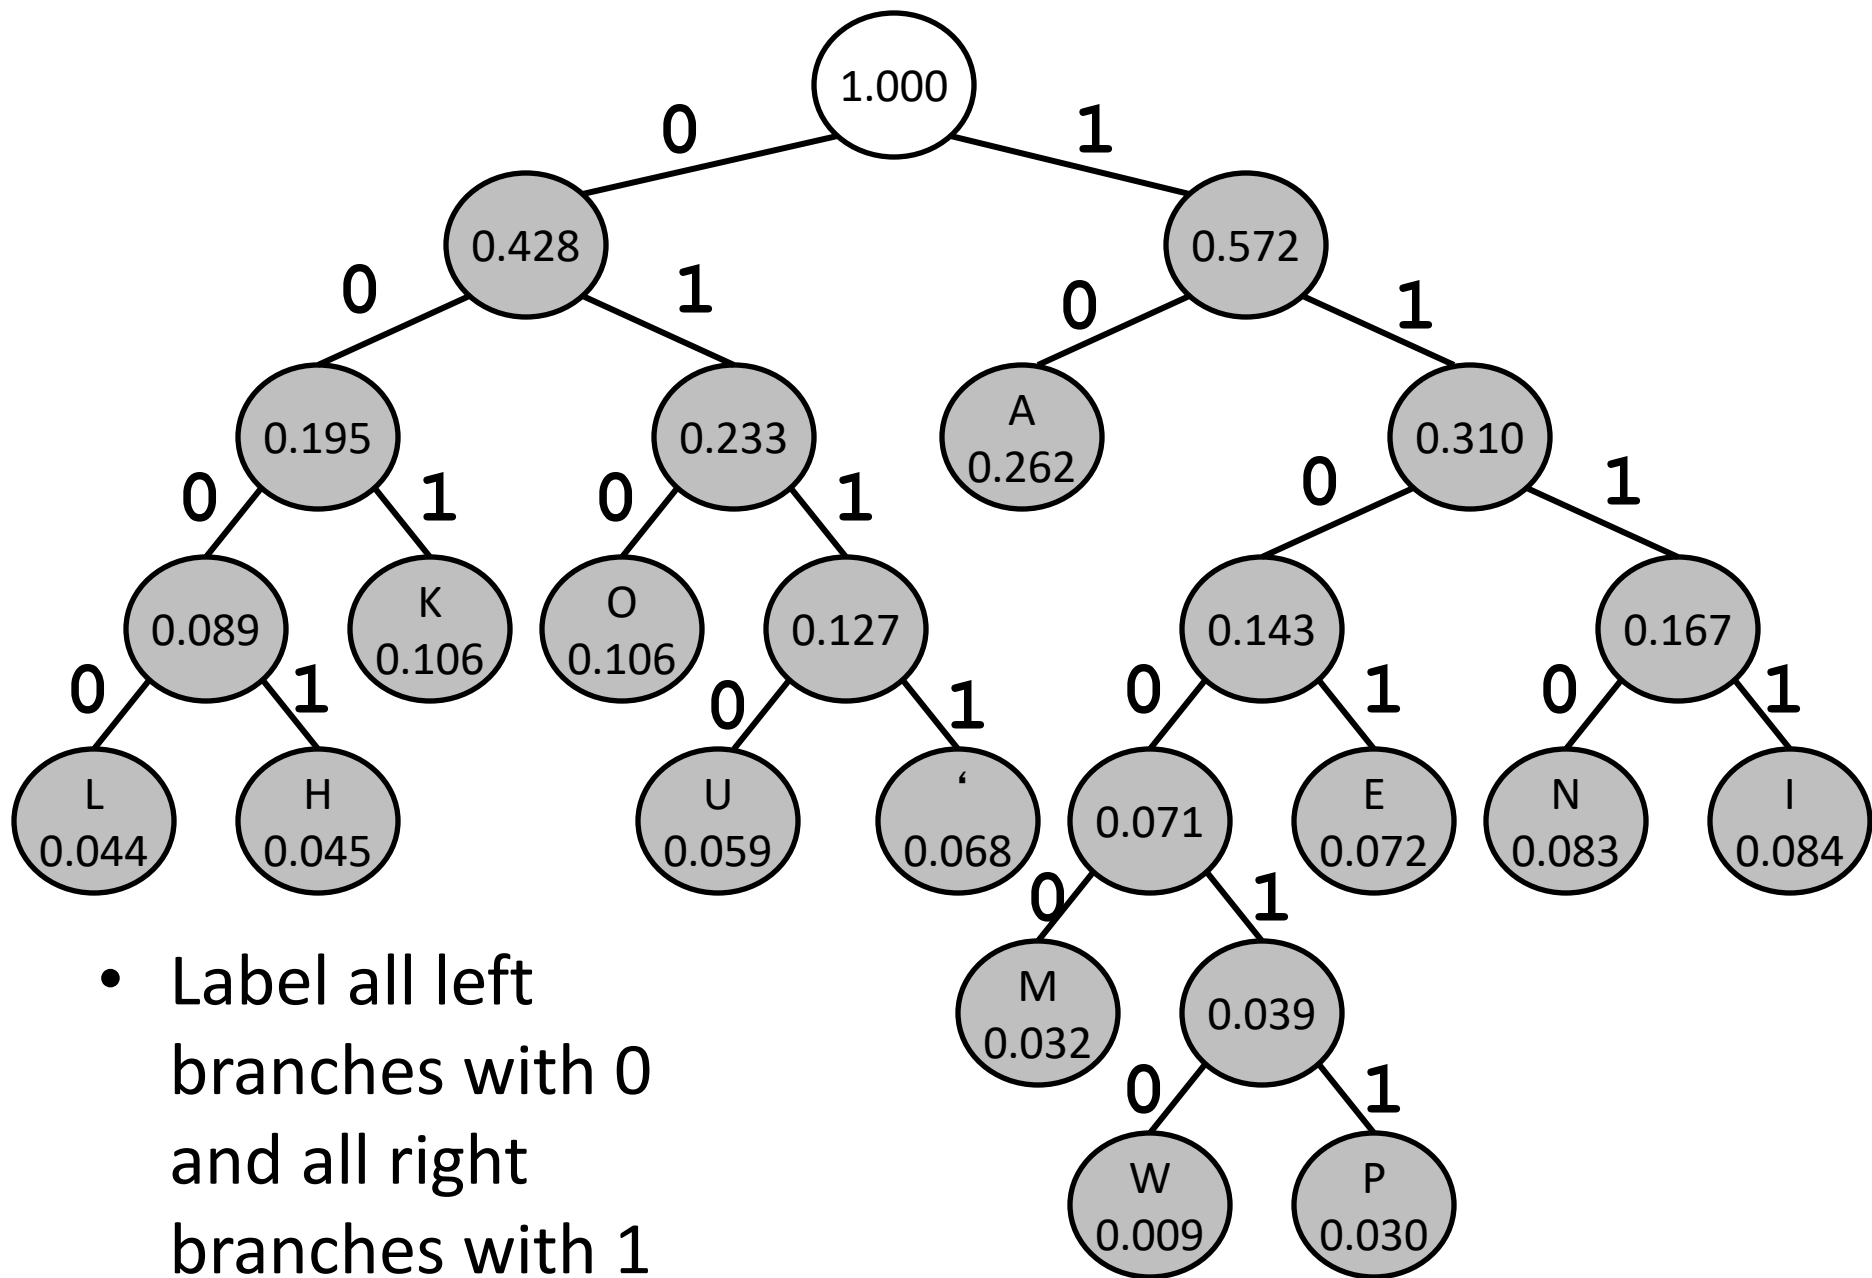 1.000
0 1
0.428 0.572
0 1 0 1
0.195 0.233 A 0.310
0.262
0 1 0 1 0 1
0.089 K O 0.127 0.143 0.167
0.106 0.106
0 1 0 1 0 1 0 1
L H U ‘ 0.071 E N I
0.044 0.045 0.059 0.068 0.072 0.083 0.084
0 1
M 0.039
0.032
0 1
W P
0.009 0.030
• Label all left
branches with 0
and all right
branches with 1